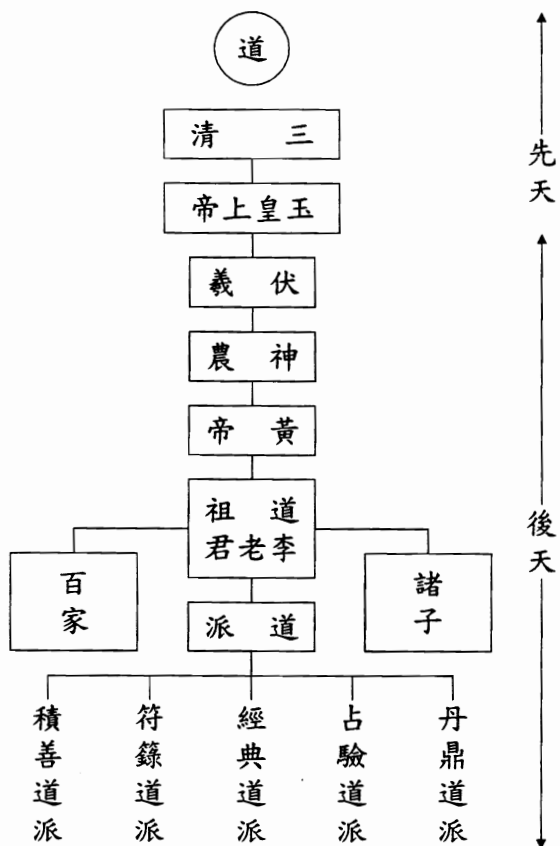 道
三清
玉皇上帝
伏羲
神農
黃帝
道祖
李老君
諸子
百家
道派
丹鼎道派
占驗道派
經典道派
符籙道派
積善道派
先天
後天